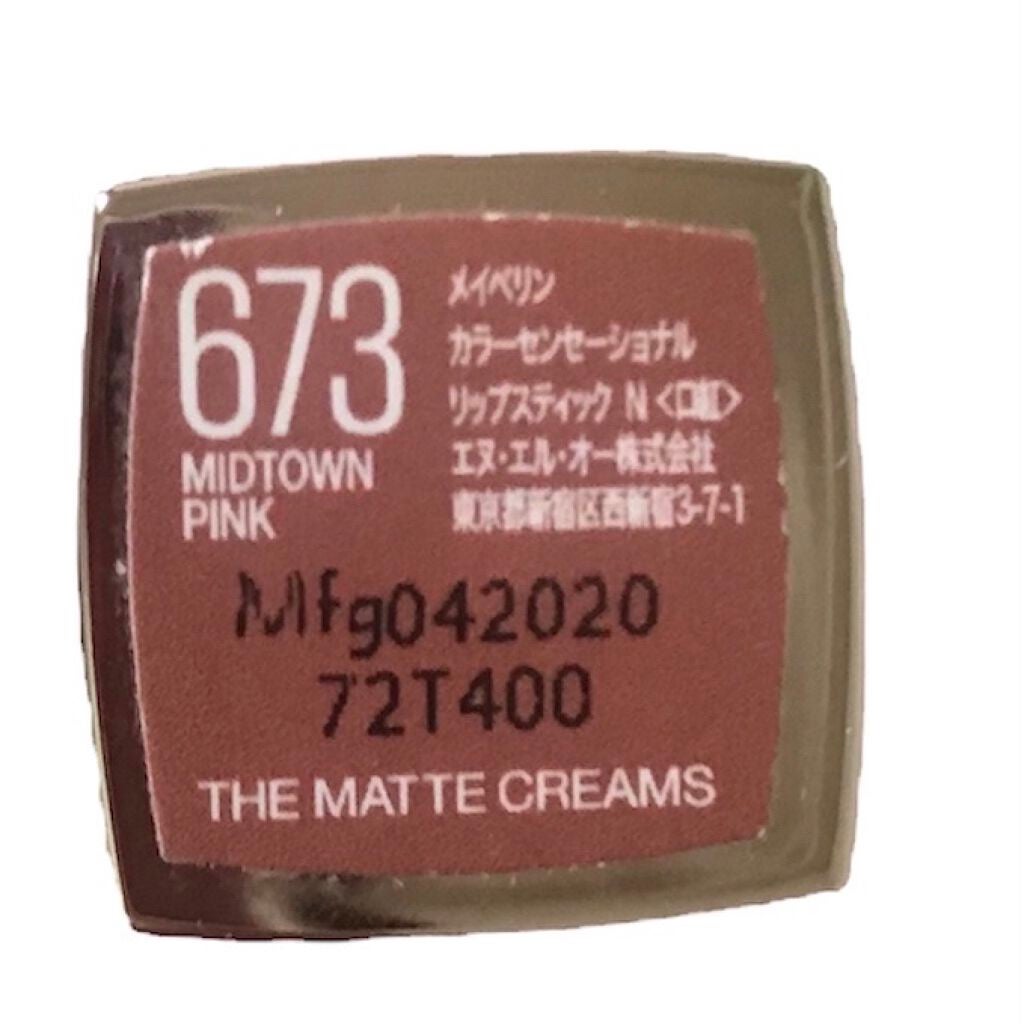 673
MIDTOWN
PINK
メイベリン
カラーセンセーショナル
リップスティック N <口紅>
エヌ・エル・オー株式会社
東京都新宿区西新宿3-7-1
Mfg042020
72T400
THE MATTE CREAMS